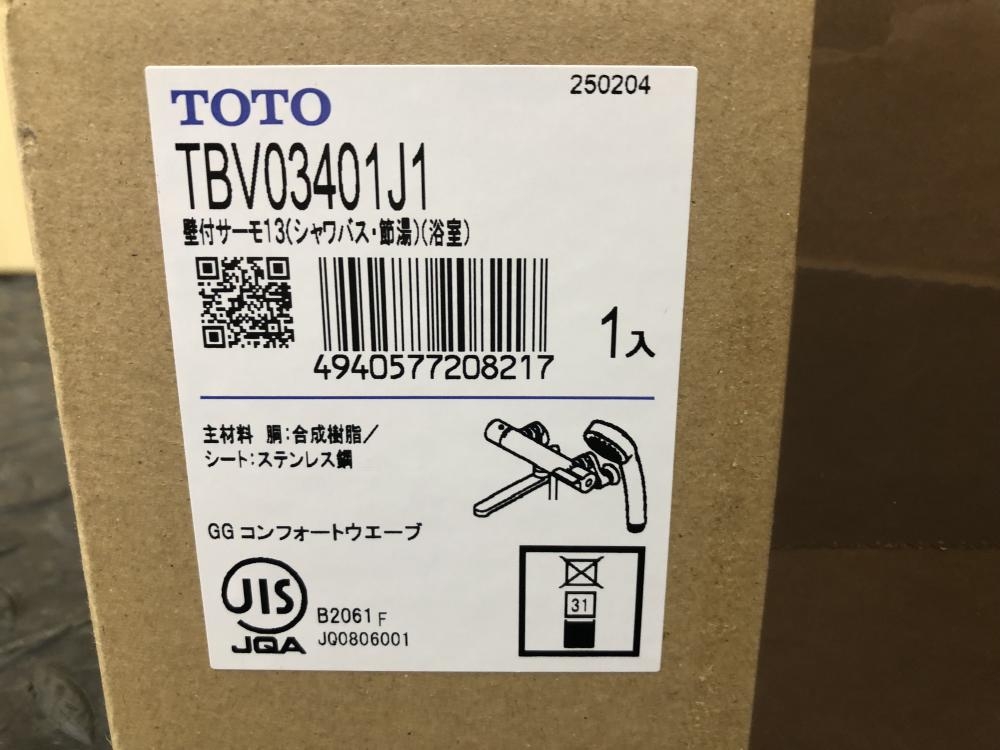 250204
TOTO
TBV03401J1
壁付サーモ13(シャワバス・節湯)(浴室)
4940577208217
1入
主材料 胴:合成樹脂/
シート:ステンレス鋼
GG コンフォートウエーブ
JIS
JQA
B2061 F
JQ0806001
31